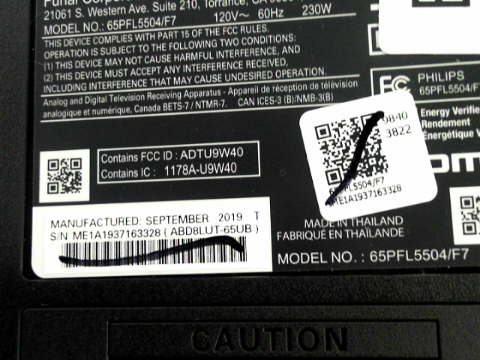 21061 S. Western Ave. Suite 210, Torrance, CA
MODEL NO.: 65PFL5504/F7 120V~ 60Hz 230W
THIS DEVICE COMPLIES WITH PART 15 OF THE FCC RULES.
OPERATION IS SUBJECT TO THE FOLLOWING TWO CONDITIONS:
(1) THIS DEVICE MAY NOT CAUSE HARMFUL INTERFERENCE, AND
(2) THIS DEVICE MUST ACCEPT ANY INTERFERENCE RECEIVED,
INCLUDING INTERFERENCE THAT MAY CAUSE UNDESIRED OPERATION.
Analog and Digital Television Receiving Apparatus - Appareil de réception de télévision
analogique et numérique, Canada BETS-7 / NTMR-7. CAN ICES-3 (B)/NMB-3(B)
FC PHILIPS
65PFL5504/F7
Energy Verified
Rendement
Énergétique
9840
3822
PFL5504/F7
ME1A1937163328
Contains FCC ID : ADTU9W40
Contains IC : 1178A-U9W40
MANUFACTURED: SEPTEMBER 2019 T
S/N ME1A1937163328 ( ABD8LUT-65UB )
MADE IN THAILAND
FABRIQUÉ EN THAÏLANDE
MODEL NO. : 65PFL5504/F7
CAUTION